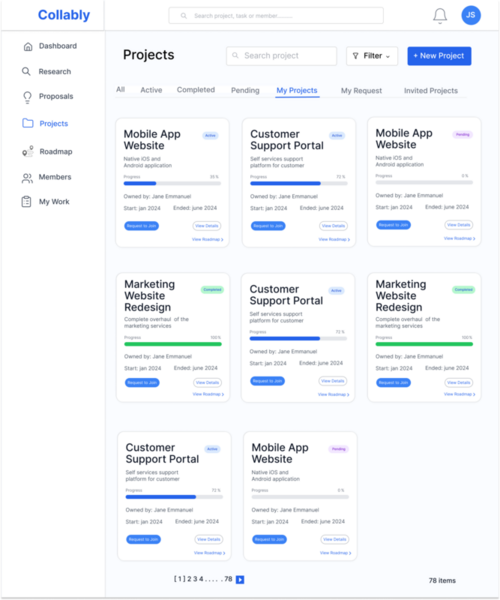 Collably
Search project, task or member.........
JS
Dashboard
Research
Proposals
Projects
Roadmap
Members
My Work
Projects
Search project
Filter
+ New Project
All
Active
Completed
Pending
My Projects
My Request
Invited Projects
Mobile App
Website
Active
Native iOS and
Android application
Progress
Owned by: Jane Emmanuel
Start: jan 2024 Ended: june 2024
Request to Join
View Details
View Roadmap
Customer
Support Portal
Active
Self services support
platform for customer
Progress 72 %
Owned by: Jane Emmanuel
Start: jan 2024 Ended: june 2024
Request to Join
View Details
View Roadmap
Mobile App
Website
Pending
Native iOS and
Android application
Progress 0 %
Owned by: Jane Emmanuel
Start: jan 2024 Ended: june 2024
Request to Join
View Details
View Roadmap
Marketing
Website
Redesign
Completed
Complete overhaul of the
marketing services
Progress 100 %
Owned by: Jane Emmanuel
Start: jan 2024 Ended: june 2024
Request to Join
View Details
View Roadmap
Customer
Support Portal
Active
Self services support
platform for customer
Progress 72 %
Owned by: Jane Emmanuel
Start: jan 2024 Ended: june 2024
Request to Join
View Details
View Roadmap
Marketing
Website
Redesign
Completed
Complete overhaul of the
marketing services
Progress 100 %
Owned by: Jane Emmanuel
Start: jan 2024 Ended: june 2024
Request to Join
View Details
View Roadmap
Customer
Support Portal
Active
Self services support
platform for customer
Progress 72 %
Owned by: Jane Emmanuel
Start: jan 2024 Ended: june 2024
Request to Join
View Details
View Roadmap
Mobile App
Website
Pending
Native iOS and
Android application
Progress 0 %
Owned by: Jane Emmanuel
Start: jan 2024 Ended: june 2024
Request to Join
View Details
View Roadmap
[ 1 ] 2 3 4 . . . . . 78
78 items